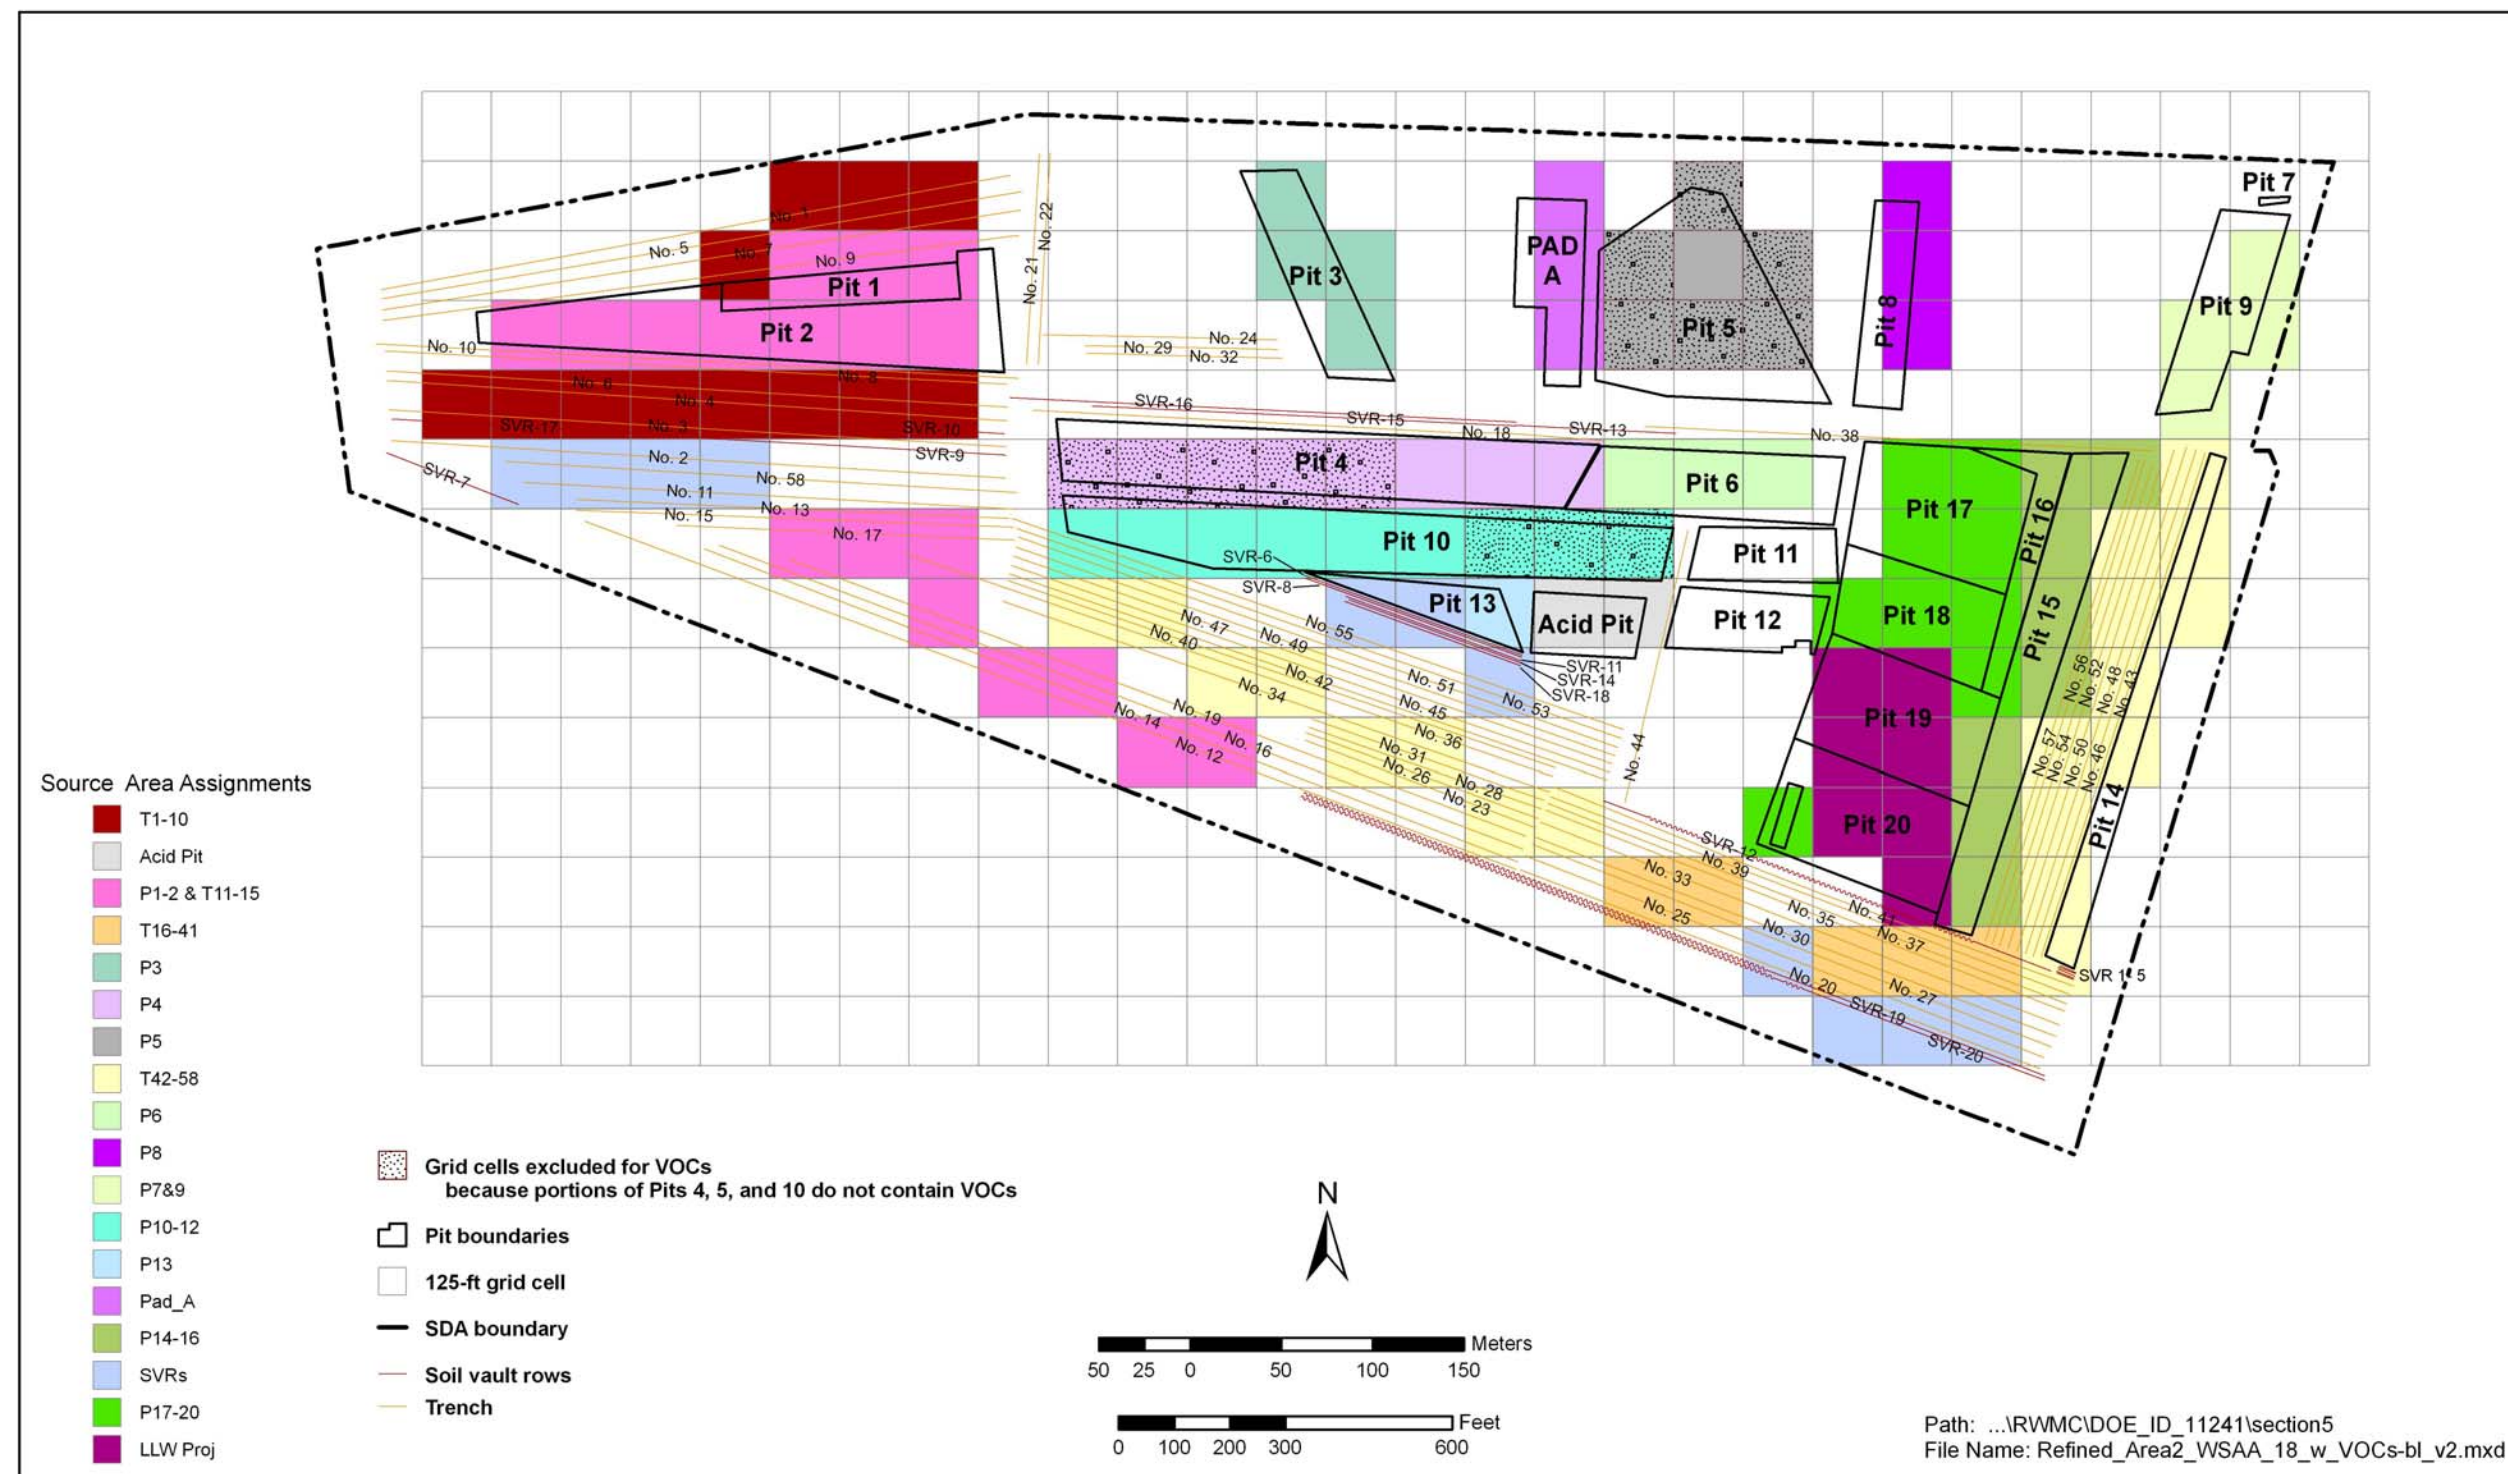 Pit 7
No. 1
No. 22
No. 5
No. 7
No. 9
PAD
A
Pit 3
No. 21
Pit 1
Pit 9
Pit 8
Pit 5
Pit 2
No. 24
No. 29
No. 32
No. 10
No. 8
No. 6
No. 4
SVR-16
SVR-15
SVR-17
No. 3
SVR-10
No. 18
SVR-13
No. 38
SVR-9
No. 2
Pit 4
SVR-7
No. 58
Pit 6
No. 11
No. 13
No. 15
Pit 17
Pit 16
No. 17
Pit 10
Pit 11
SVR-6
SVR-8
Pit 13
Acid Pit
Pit 12
Pit 18
Pit 15
No. 47
No. 55
No. 40
No. 49
SVR-11
SVR-14
SVR-18
No. 42
No. 51
No. 34
No. 45
No. 53
No. 56
No. 52
No. 48
No. 43
No. 19
No. 14
No. 16
No. 12
Pit 19
No. 36
No. 31
No. 26
No. 44
No. 28
No. 23
No. 57
No. 54
No. 50
No. 46
Pit 14
Pit 20
SVR-12
No. 39
No. 33
No. 25
No. 35
No. 41
No. 30
No. 37
SVR 1- 5
No. 20
No. 27
SVR-19
SVR-20
Source Area Assignments
T1-10
Acid Pit
P1-2 & T11-15
T16-41
P3
P4
P5
T42-58
P6
P8
P7&9
P10-12
P13
Pad_A
P14-16
SVRs
P17-20
LLW Proj
Grid cells excluded for VOCs
because portions of Pits 4, 5, and 10 do not contain VOCs
Pit boundaries
125-ft grid cell
SDA boundary
Soil vault rows
Trench
N
Meters
50 25 0 50 100 150
Feet
0 100 200 300 600
Path: ...\RWMC\DOE_ID_11241\section5
File Name: Refined_Area2_WSAA_18_w_VOCs-bl_v2.mxd